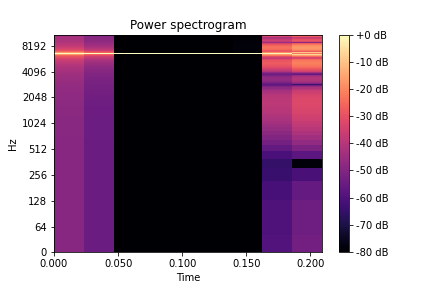 Power spectrogram
8192
4096
2048
1024
512
256
128
64
0
Hz
0.000
0.050
0.100
0.150
0.200
Time
+0 dB
-10 dB
-20 dB
-30 dB
-40 dB
-50 dB
-60 dB
-70 dB
-80 dB